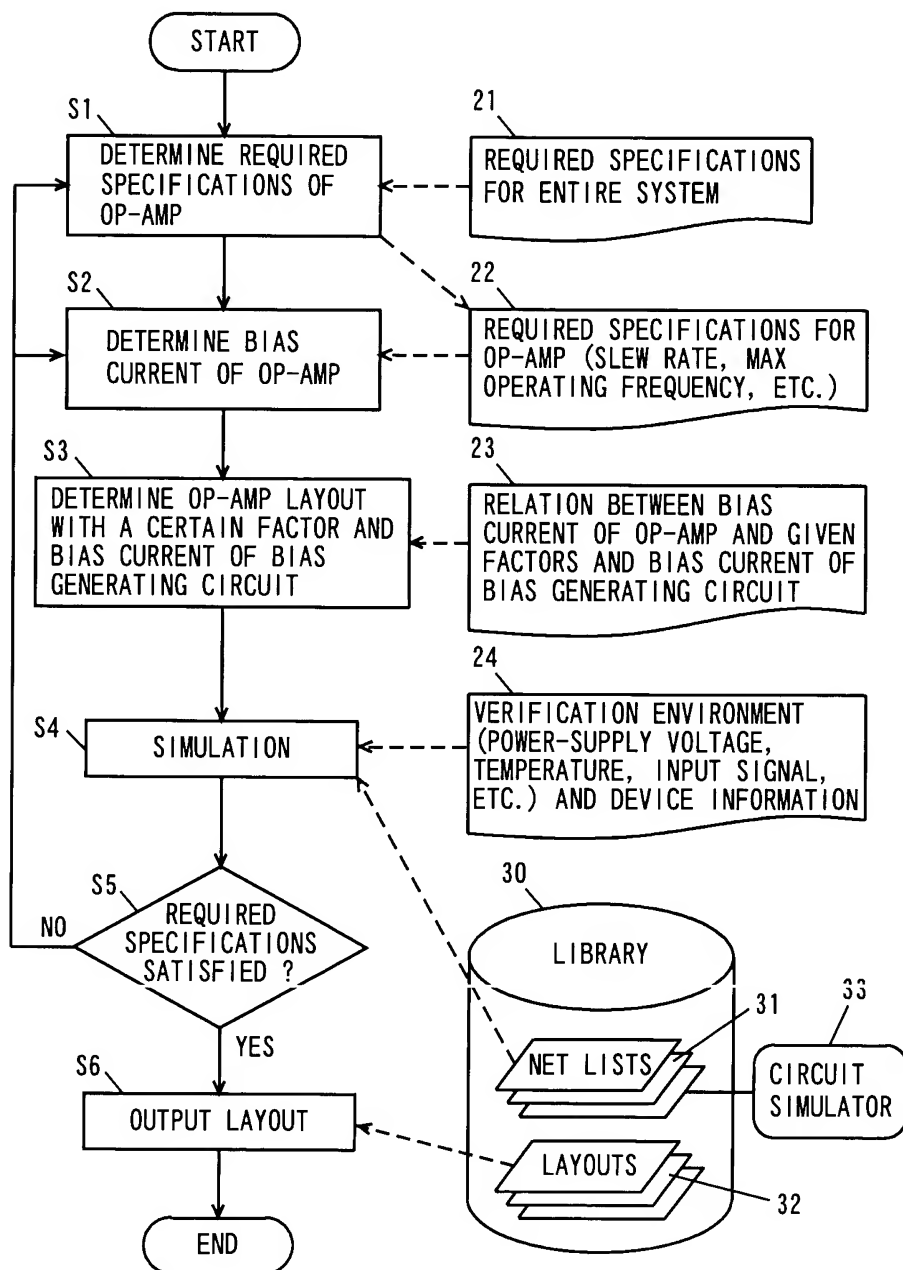 START
S1
DETERMINE REQUIRED
SPECIFICATIONS OF
OP-AMP
21
REQUIRED SPECIFICATIONS
FOR ENTIRE SYSTEM
S2
DETERMINE BIAS
CURRENT OF OP-AMP
22
REQUIRED SPECIFICATIONS FOR
OP-AMP (SLEW RATE, MAX
OPERATING FREQUENCY, ETC.)
S3
DETERMINE OP-AMP LAYOUT
WITH A CERTAIN FACTOR AND
BIAS CURRENT OF BIAS
GENERATING CIRCUIT
23
RELATION BETWEEN BIAS
CURRENT OF OP-AMP AND GIVEN
FACTORS AND BIAS CURRENT OF
BIAS GENERATING CIRCUIT
S4
SIMULATION
24
VERIFICATION ENVIRONMENT
(POWER-SUPPLY VOLTAGE,
TEMPERATURE, INPUT SIGNAL,
ETC.) AND DEVICE INFORMATION
S5
NO
REQUIRED
SPECIFICATIONS
SATISFIED ?
YES
30
LIBRARY
31
NET LISTS
33
CIRCUIT
SIMULATOR
S6
OUTPUT LAYOUT
LAYOUTS
32
END